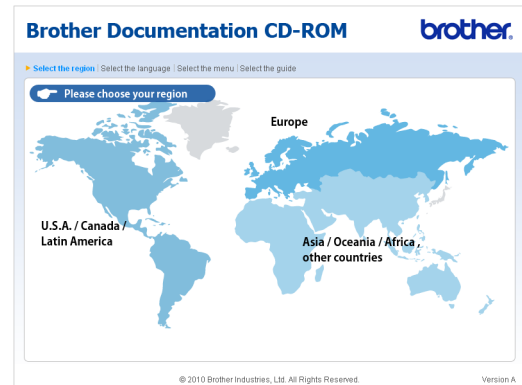 Brother Documentation CD-ROM
brother.
Select the region | Select the language | Select the menu | Select the guide
Please choose your region
Europe
U.S.A. / Canada /
Latin America
Asia / Oceania / Africa ,
other countries
© 2010 Brother Industries, Ltd. All Rights Reserved.
Version A